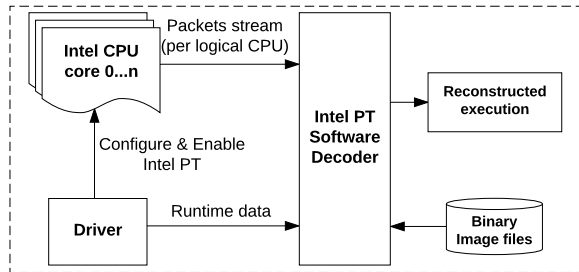 Intel CPU
core 0...n
Packets stream
(per logical CPU)
Intel PT
Software
Decoder
Reconstructed
execution
Configure & Enable
Intel PT
Driver
Runtime data
Binary
Image files